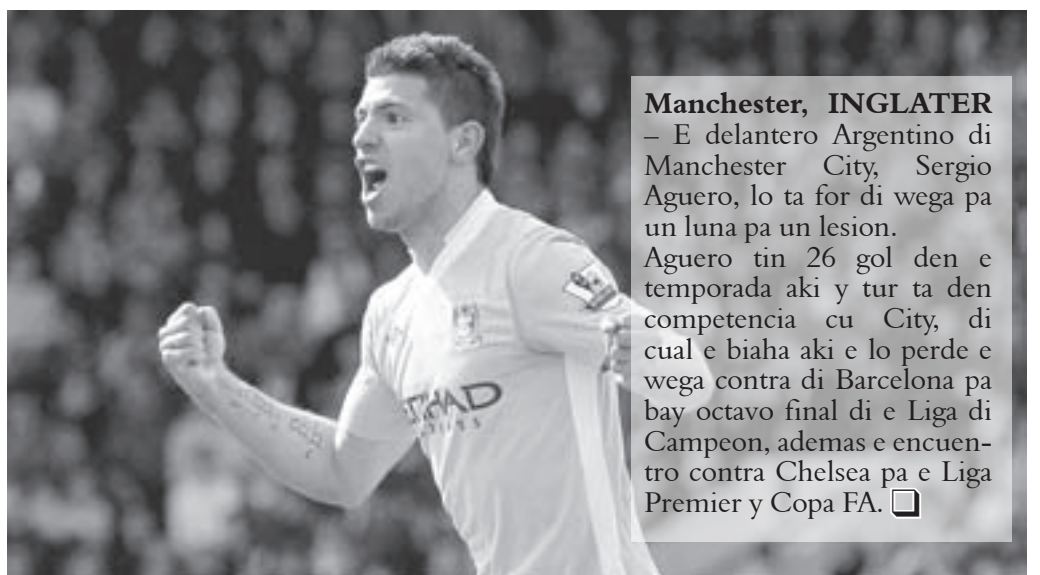 Manchester, INGLATER
– E delantero Argentino di
Manchester City, Sergio
Aguero, lo ta for di wega pa
un luna pa un lesion.
Aguero tin 26 gol den e
temporada aki y tur ta den
competencia cu City, di
cual e biaha aki e lo perde e
wega contra di Barcelona pa
bay octavo final di e Liga di
Campeon, ademas e encuen-
tro contra Chelsea pa e Liga
Premier y Copa FA. ❑